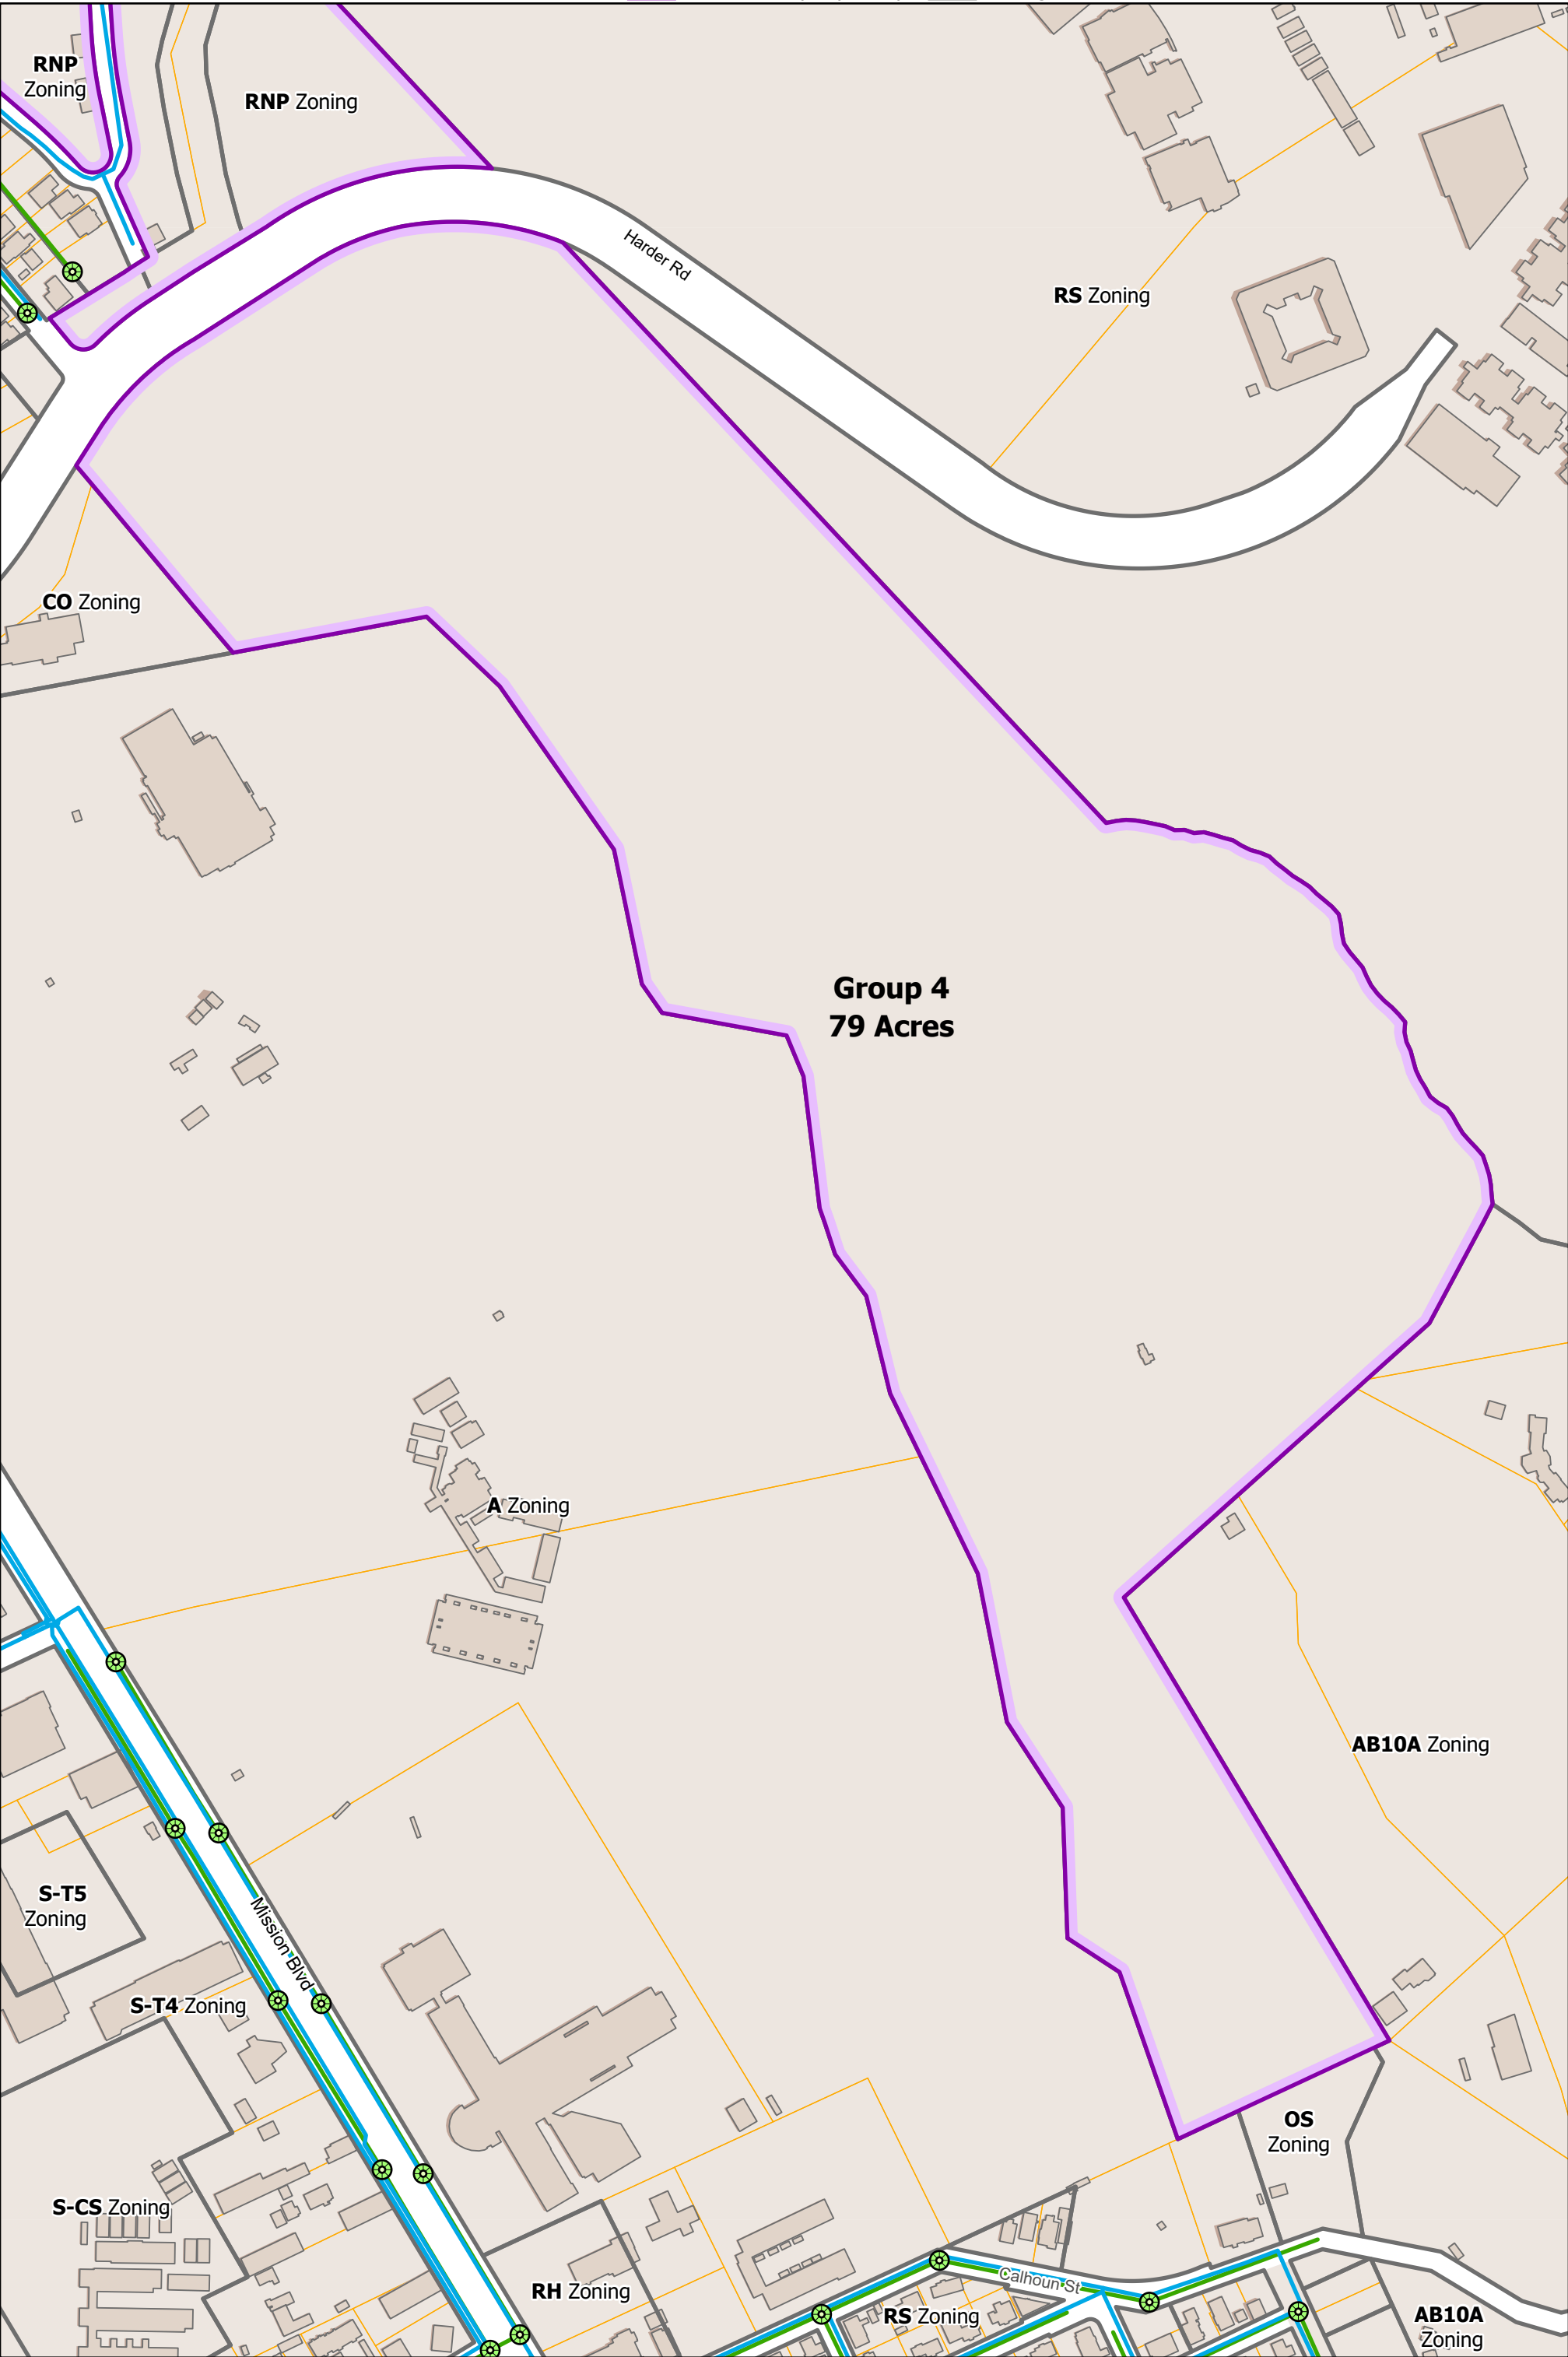 RNP
Zoning
RNP Zoning
Harder Rd
RS Zoning
CO Zoning
Group 4
79 Acres
A Zoning
AB10A Zoning
S-T5
Zoning
Mission Blvd
S-T4 Zoning
OS
Zoning
S-CS Zoning
Calhoun St
RH Zoning
RS Zoning
AB10A
Zoning